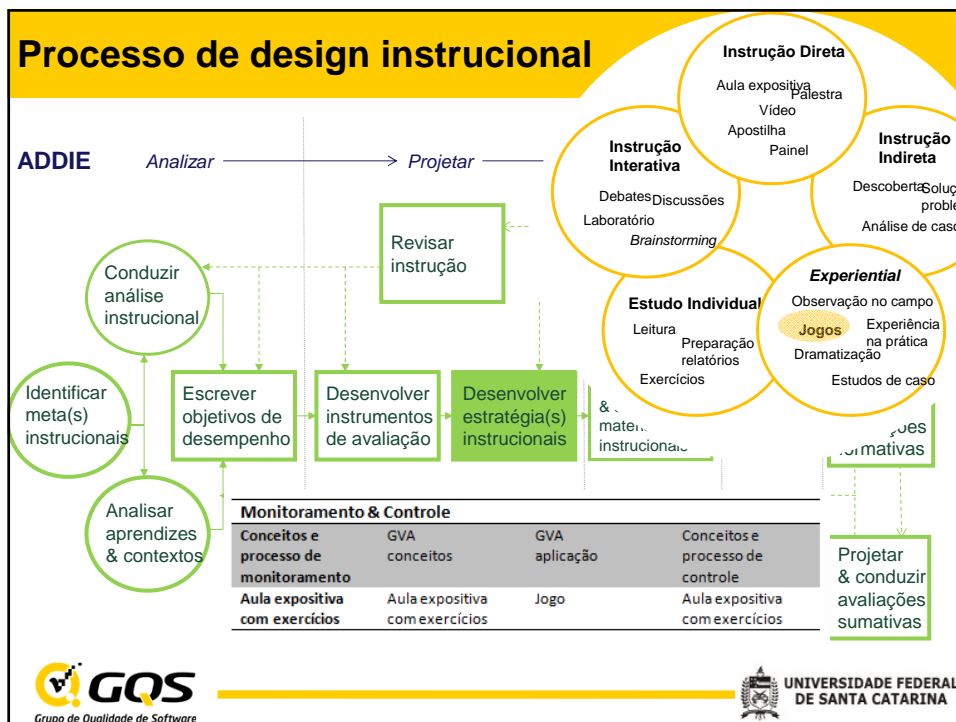 Processo de design instrucional
ADDIE
Analizar
Projetar
Instrução Direta
Aula expositiva
Palestra
Vídeo
Apostilha
Painel
Instrução
Interativa
Debates
Discussões
Laboratório
Brainstorming
Instrução
Indireta
Descoberta
Análise de caso
Estudo Individual
Leitura
Preparação
relatórios
Exercícios
Experiential
Observação no campo
Jogos
Experiência
na prática
Dramatização
Estudos de caso
Revisar
instrução
Conduzir
análise
instrucional
Identificar
meta(s)
instrucionais
Analisar
aprendizes
& contextos
Escrever
objetivos de
desempenho
Desenvolver
instrumentos
de avaliação
Desenvolver
estratégia(s)
instrucionais
&
instrucionais
Projetar
& conduzir
avaliações
sumativas
Monitoramento & Controle
Conceitos e GVA GVA Conceitos e
processo de conceitos aplicação processo de
monitoramento controle
Aula expositiva Aula expositiva Jogo Aula expositiva
com exercícios com exercícios com exercícios
GQS
Grupo de Qualidade de Software
UNIVERSIDADE FEDERAL
DE SANTA CATARINA